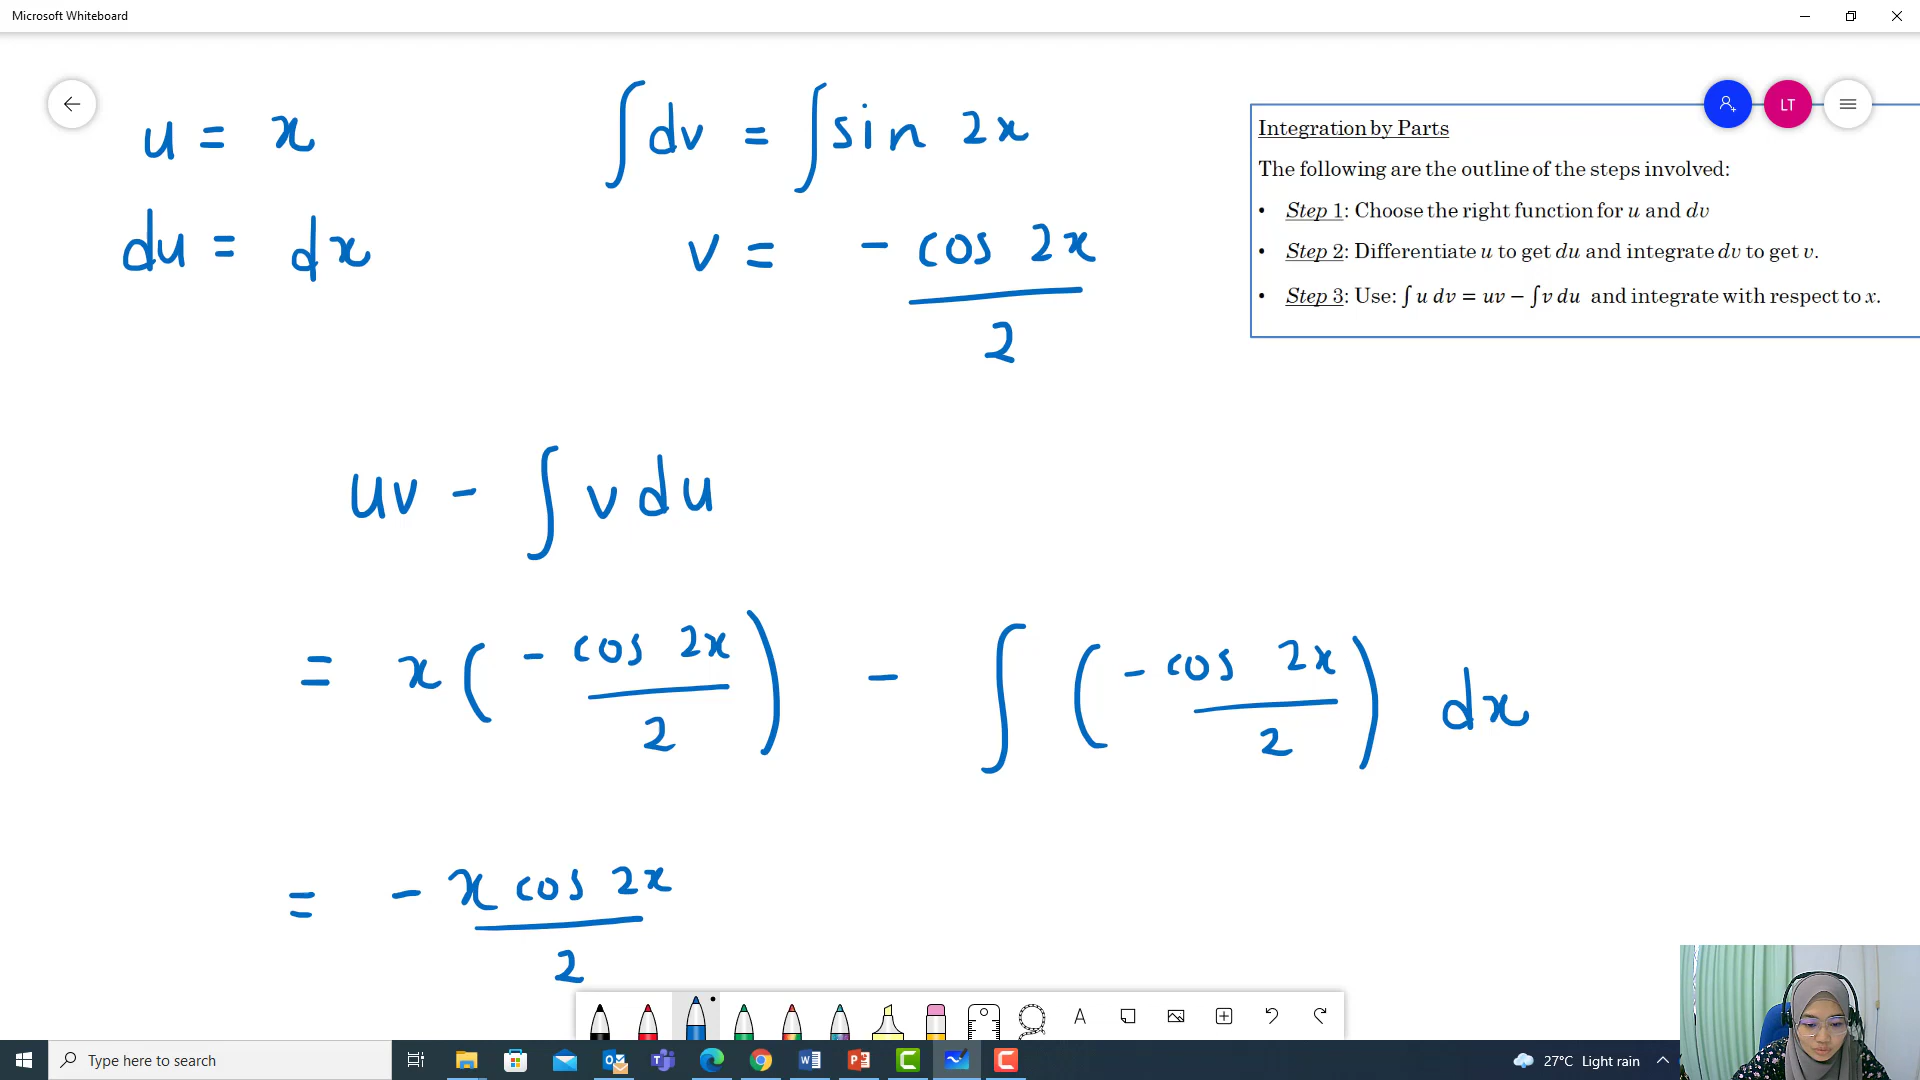 Microsoft Whiteboard
u = x
∫dv = ∫sin 2x
du = dx
v = - cos 2x / 2
LT
Integration by Parts
The following are the outline of the steps involved:
• Step 1: Choose the right function for u and dv
• Step 2: Differentiate u to get du and integrate dv to get v.
• Step 3: Use: ∫ u dv = uv − ∫ v du and integrate with respect to x.
uv - ∫ v du
= x ( - cos 2x / 2 ) - ∫ ( - cos 2x / 2 ) dx
= - x cos 2x / 2
Type here to search
27°C Light rain